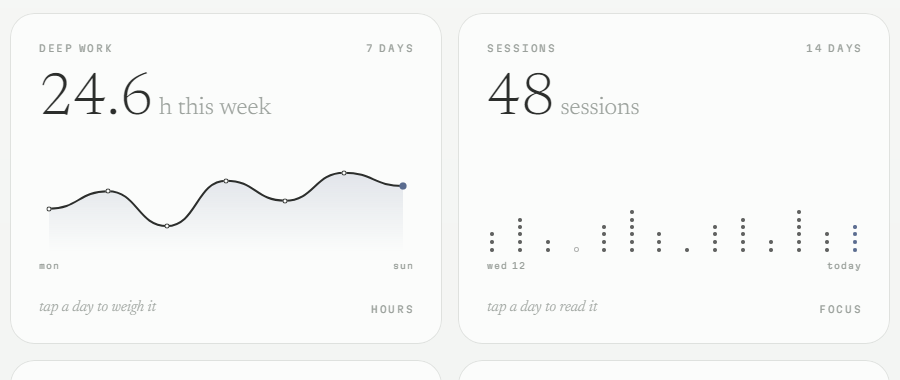 DEEP WORK
7 DAYS
24.6 h this week
mon
sun
tap a day to weigh it
HOURS
SESSIONS
14 DAYS
48 sessions
wed 12
today
tap a day to read it
FOCUS